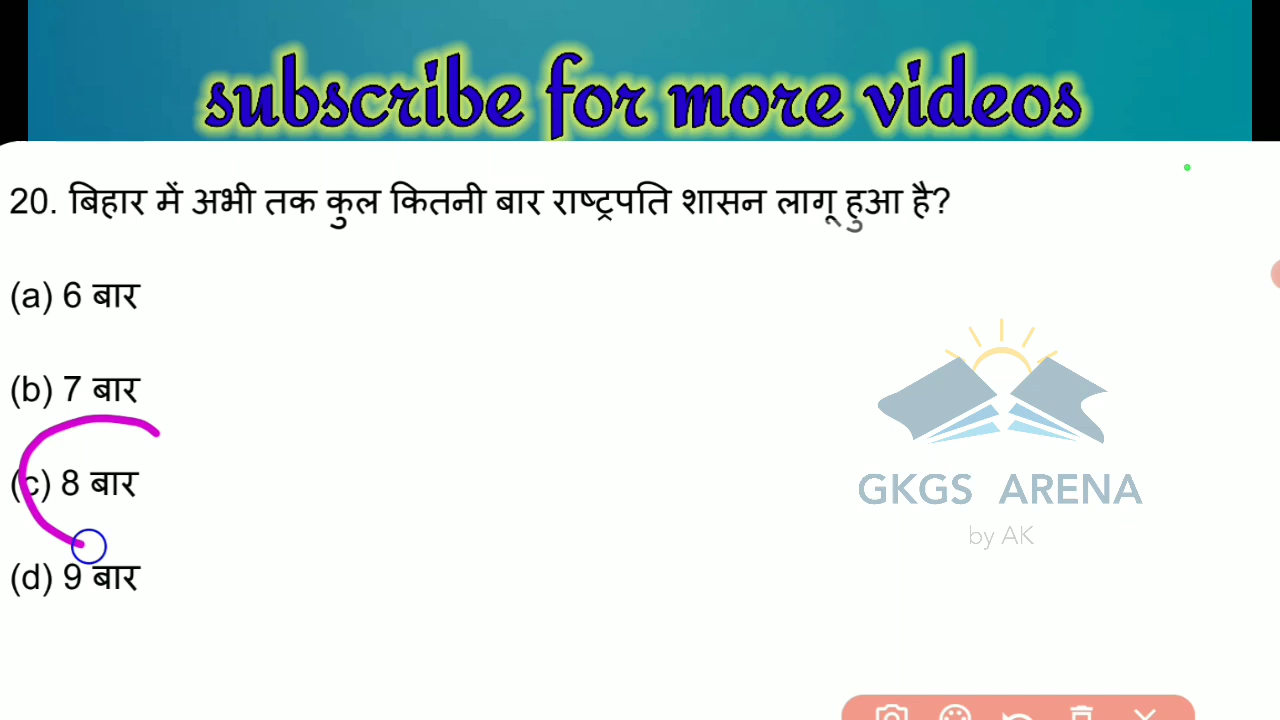 subscribe for more videos
20. बिहार में अभी तक कुल कितनी बार राष्ट्रपति शासन लागू हुआ है?
(a) 6 बार
(b) 7 बार
(c) 8 बार
(d) 9 बार
GKGS ARENA
by AK